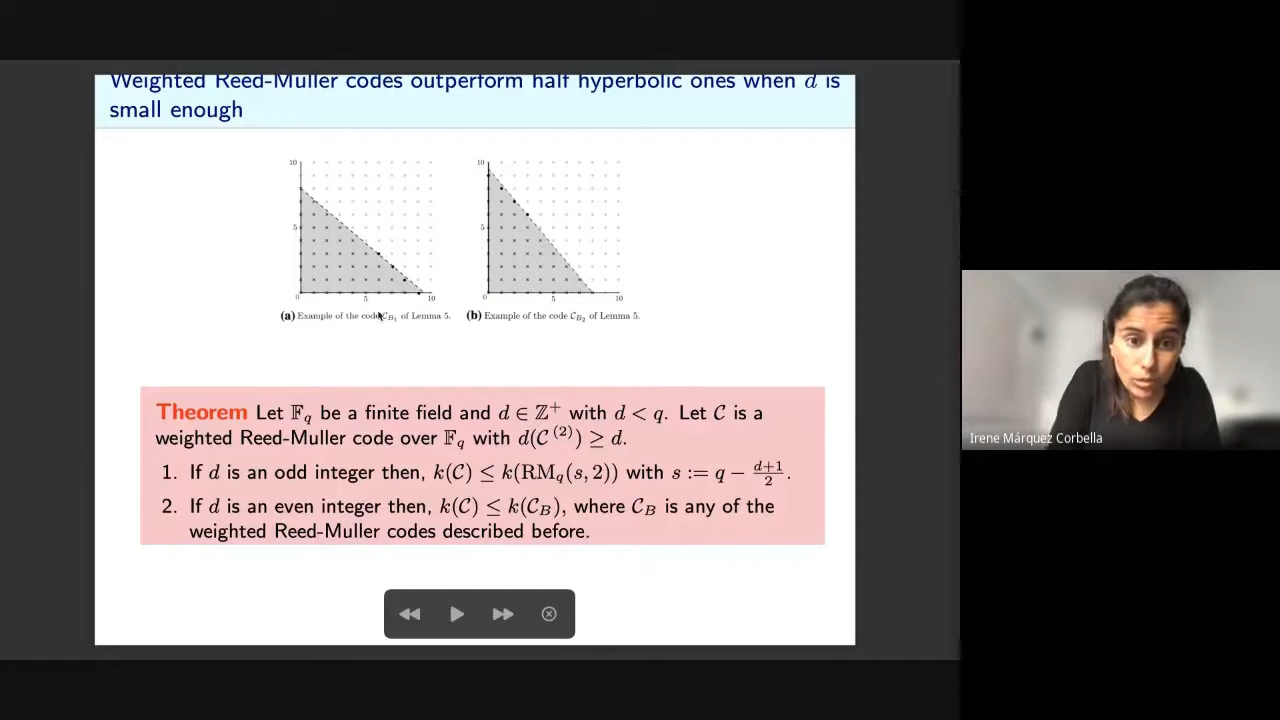 Weighted Reed-Muller codes outperform half hyperbolic ones when d is
small enough
10
5
0
5
10
(a) Example of the code C_{B_1} of Lemma 5.
10
5
0
5
10
(b) Example of the code C_{B_2} of Lemma 5.
Theorem Let 𝔽_q be a finite field and d ∈ ℤ^+ with d < q. Let C is a
weighted Reed-Muller code over 𝔽_q with d(C^{(2)}) ≥ d.
1. If d is an odd integer then, k(C) ≤ k(RM_q(s, 2)) with s := q − \frac{d+1}{2}.
2. If d is an even integer then, k(C) ≤ k(C_B), where C_B is any of the
weighted Reed-Muller codes described before.
Irene Márquez Corbella